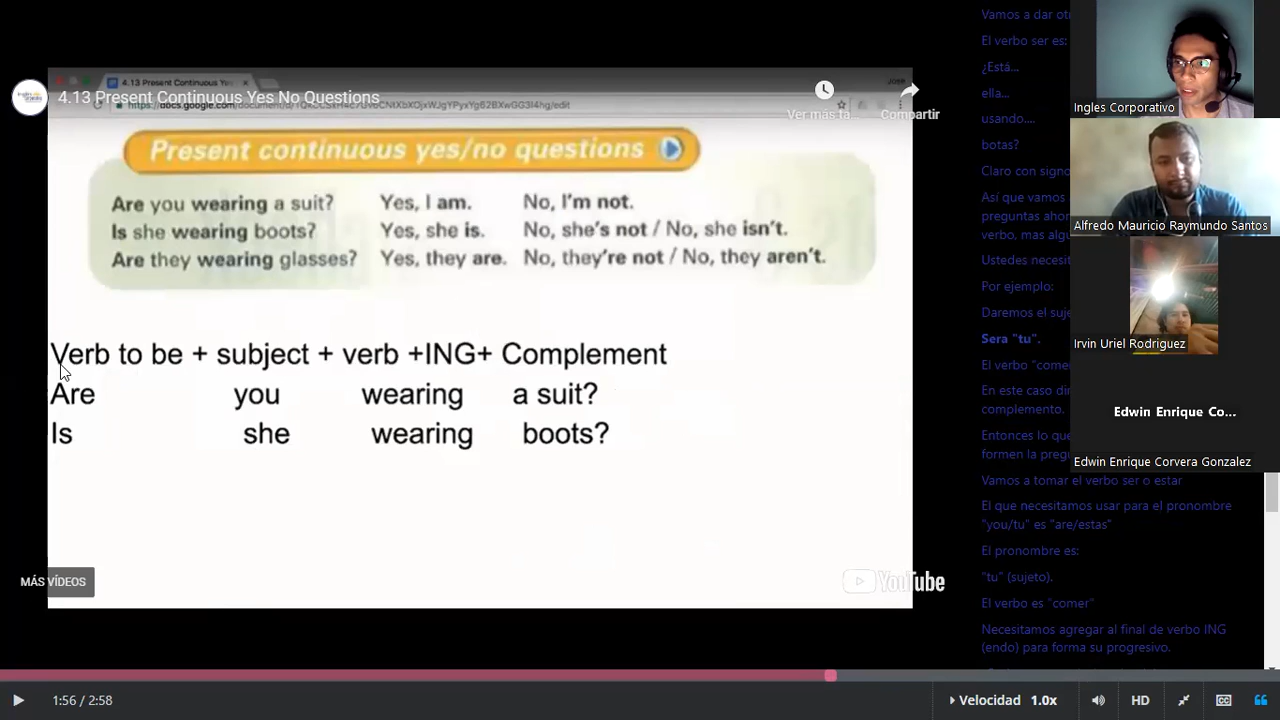 4.13 Present Continuous Yes No Questions
Ver más ta...
Compartir
Present continuous yes/no questions
Are you wearing a suit? Yes, I am. No, I'm not.
Is she wearing boots? Yes, she is. No, she's not / No, she isn't.
Are they wearing glasses? Yes, they are. No, they're not / No, they aren't.
Verb to be + subject + verb +ING+ Complement
Are you wearing a suit?
Is she wearing boots?
MÁS VÍDEOS
YouTube
1:56 / 2:58
Velocidad 1.0x
HD
Vamos a dar otr
El verbo ser es:
¿Está...
ella...
usando....
botas?
Claro con signo
Así que vamos
preguntas ahor
verbo, mas algu
Ustedes necesit
Por ejemplo:
Daremos el suje
Sera "tu".
El verbo "come
En este caso di
complemento.
Entonces lo que
formen la pregu
Vamos a tomar el verbo ser o estar
El que necesitamos usar para el pronombre
"you/tu" es "are/estas"
El pronombre es:
"tu" (sujeto).
El verbo es "comer"
Necesitamos agregar al final de verbo ING
(endo) para forma su progresivo.
Ingles Corporativo
Alfredo Mauricio Raymundo Santos
Irvin Uriel Rodriguez
Edwin Enrique Co...
Edwin Enrique Corvera Gonzalez